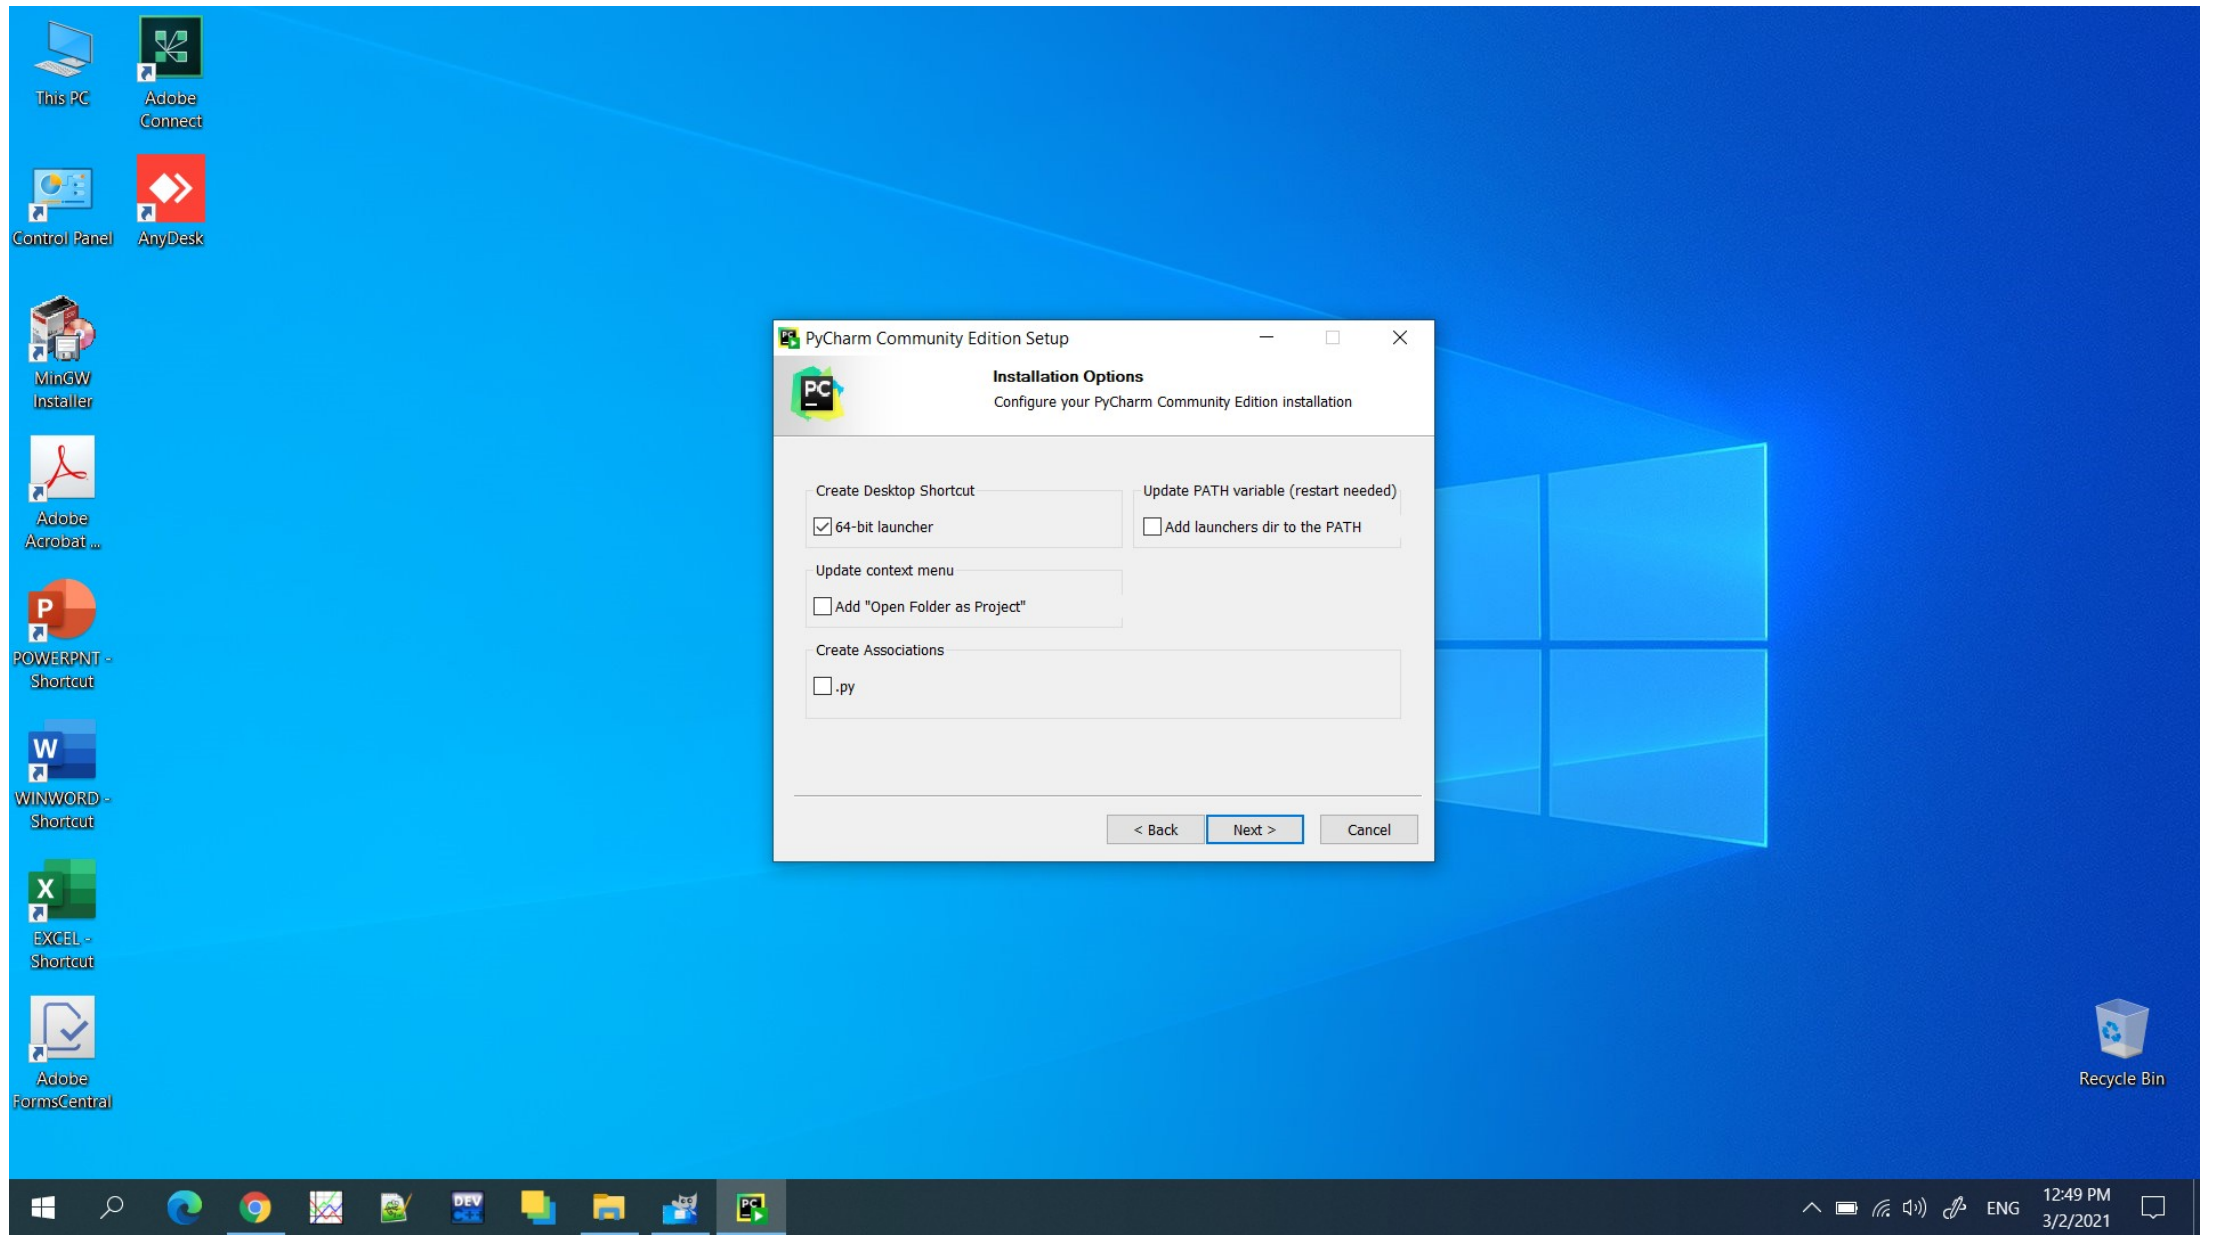 This PC
Adobe
Connect
Control Panel
AnyDesk
MinGW
Installer
Adobe
Acrobat ...
POWERPNT -
Shortcut
WINWORD -
Shortcut
EXCEL -
Shortcut
Adobe
FormsCentral
PyCharm Community Edition Setup
PC
Installation Options
Configure your PyCharm Community Edition installation
Create Desktop Shortcut
64-bit launcher
Update PATH variable (restart needed)
Add launchers dir to the PATH
Update context menu
Add "Open Folder as Project"
Create Associations
.py
< Back
Next >
Cancel
Recycle Bin
DEV
C++
PC
ENG
12:49 PM
3/2/2021